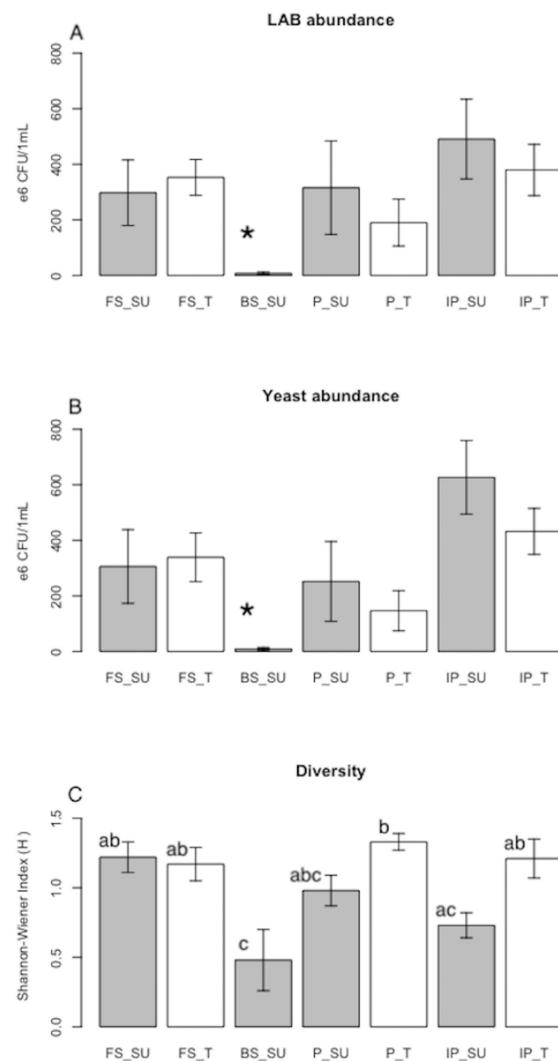 A
LAB abundance
e6 CFU/1mL
800
600
400
200
0
*
FS_SU FS_T BS_SU P_SU P_T IP_SU IP_T
B
Yeast abundance
e6 CFU/1mL
800
600
400
200
0
*
FS_SU FS_T BS_SU P_SU P_T IP_SU IP_T
C
Diversity
Shannon-Wiener Index (H )
1.5
1.0
0.5
0.0
ab ab c abc b ac ab
FS_SU FS_T BS_SU P_SU P_T IP_SU IP_T